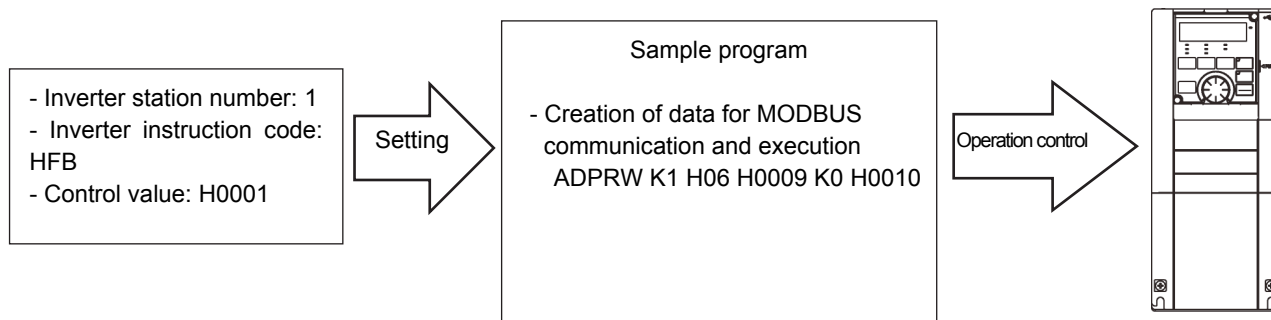 - Inverter station number: 1
- Inverter instruction code:
HFB
- Control value: H0001
Setting
Sample program
- Creation of data for MODBUS
communication and execution
ADPRW K1 H06 H0009 K0 H0010
Operation control